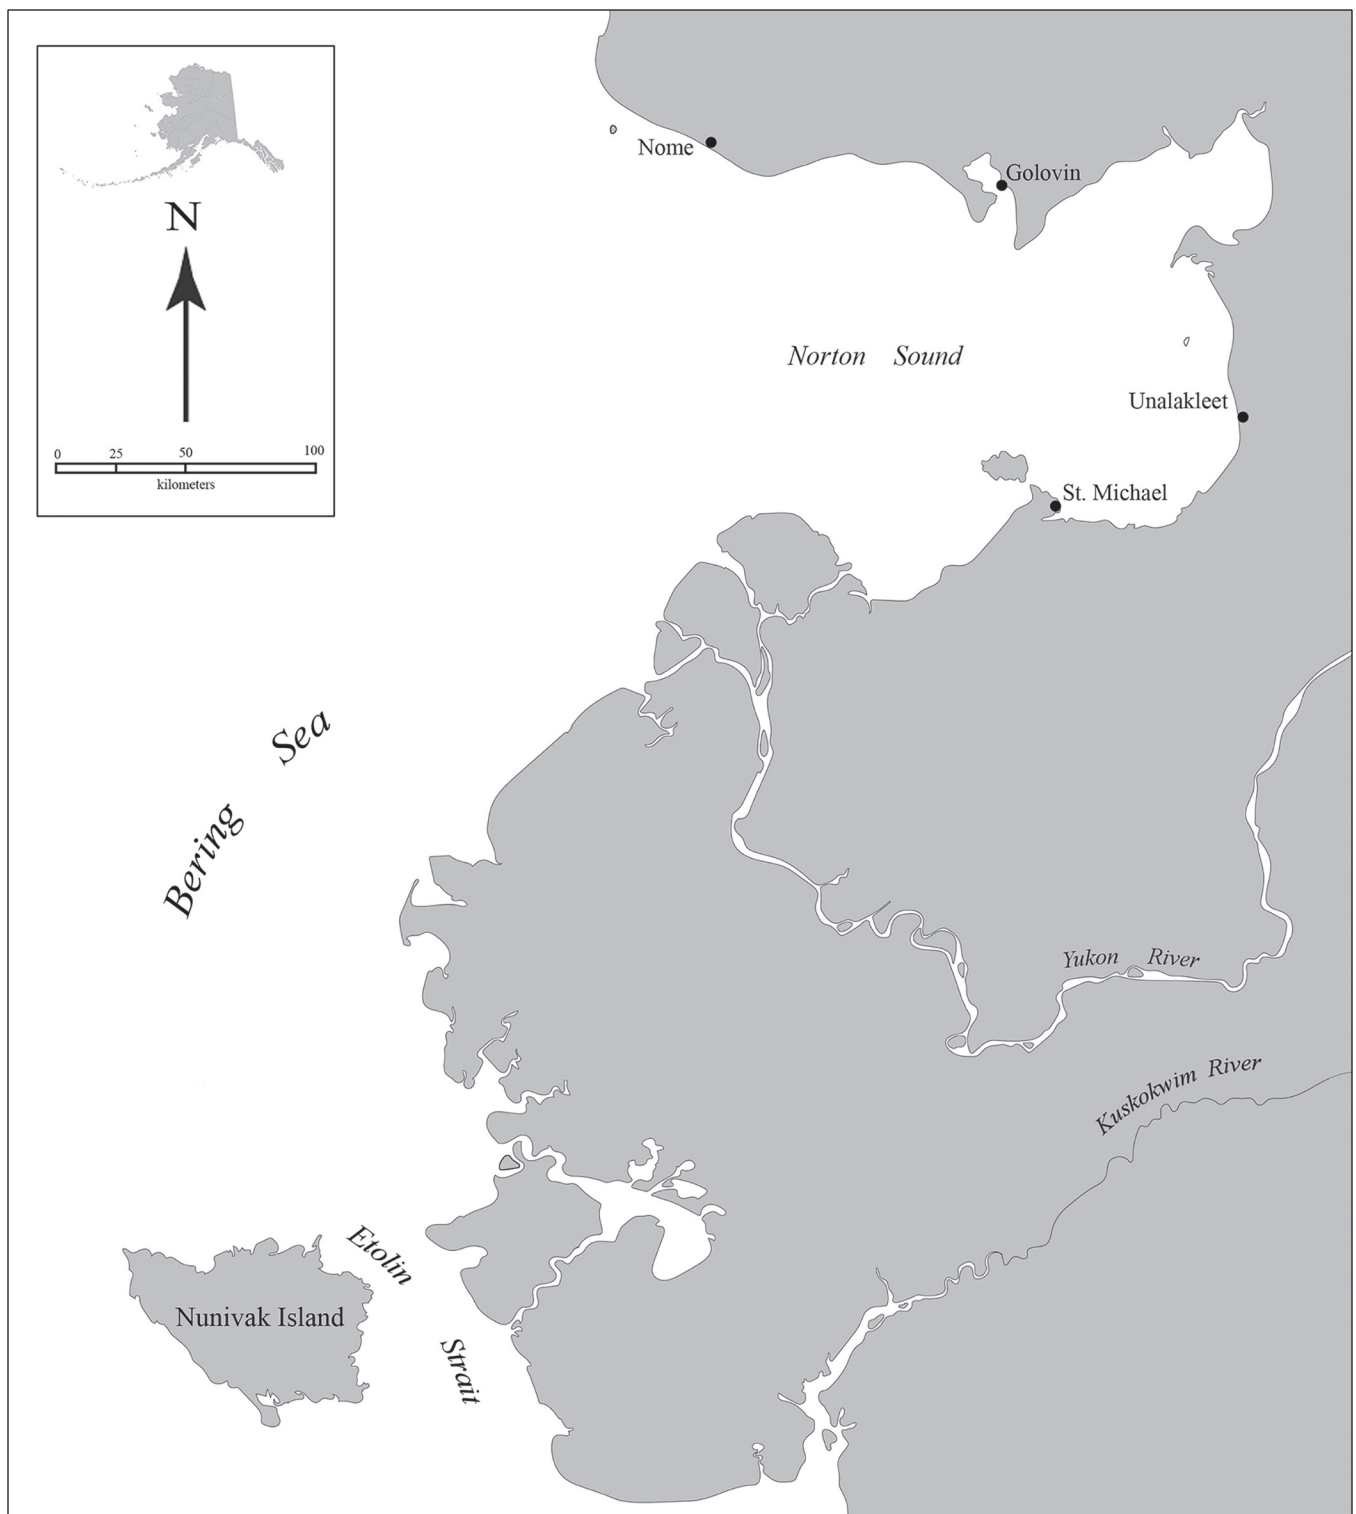 N
0 25 50 100
kilometers
Nome
Golovin
Norton Sound
Unalakleet
St. Michael
Bering Sea
Yukon River
Kuskokwim River
Etolin Strait
Nunivak Island